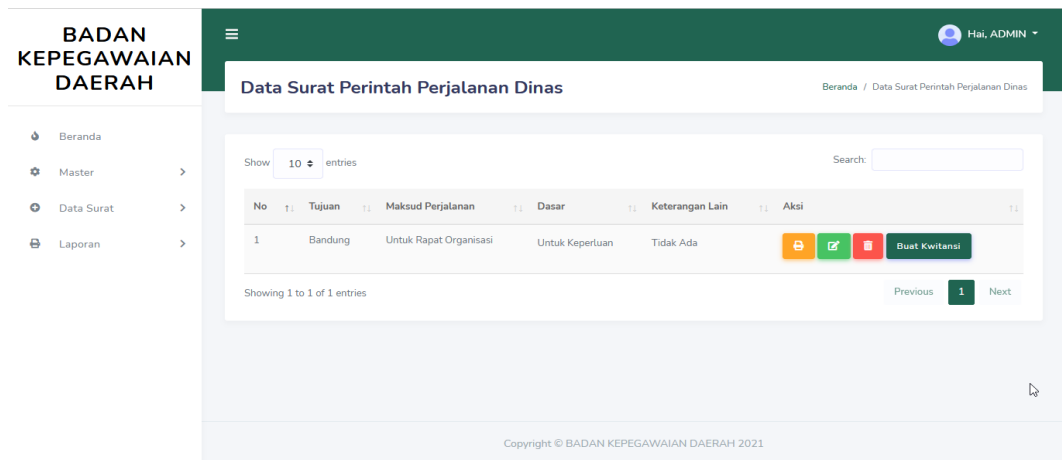 BADAN
KEPEGAWAIAN
DAERAH
Hai, ADMIN
Data Surat Perintah Perjalanan Dinas
Beranda / Data Surat Perintah Perjalanan Dinas
Beranda
Master
Data Surat
Laporan
Show 10 entries
Search:
No Tujuan Maksud Perjalanan Dasar Keterangan Lain Aksi
1 Bandung Untuk Rapat Organisasi Untuk Keperluan Tidak Ada Buat Kwitansi
Showing 1 to 1 of 1 entries
Previous 1 Next
Copyright © BADAN KEPEGAWAIAN DAERAH 2021